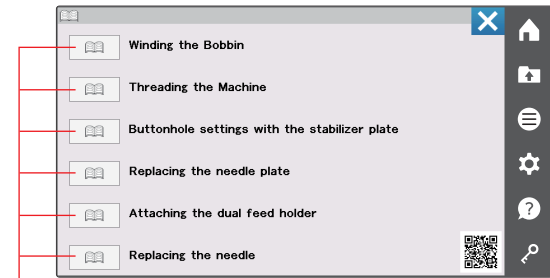 Winding the Bobbin
Threading the Machine
Buttonhole settings with the stabilizer plate
Replacing the needle plate
Attaching the dual feed holder
Replacing the needle